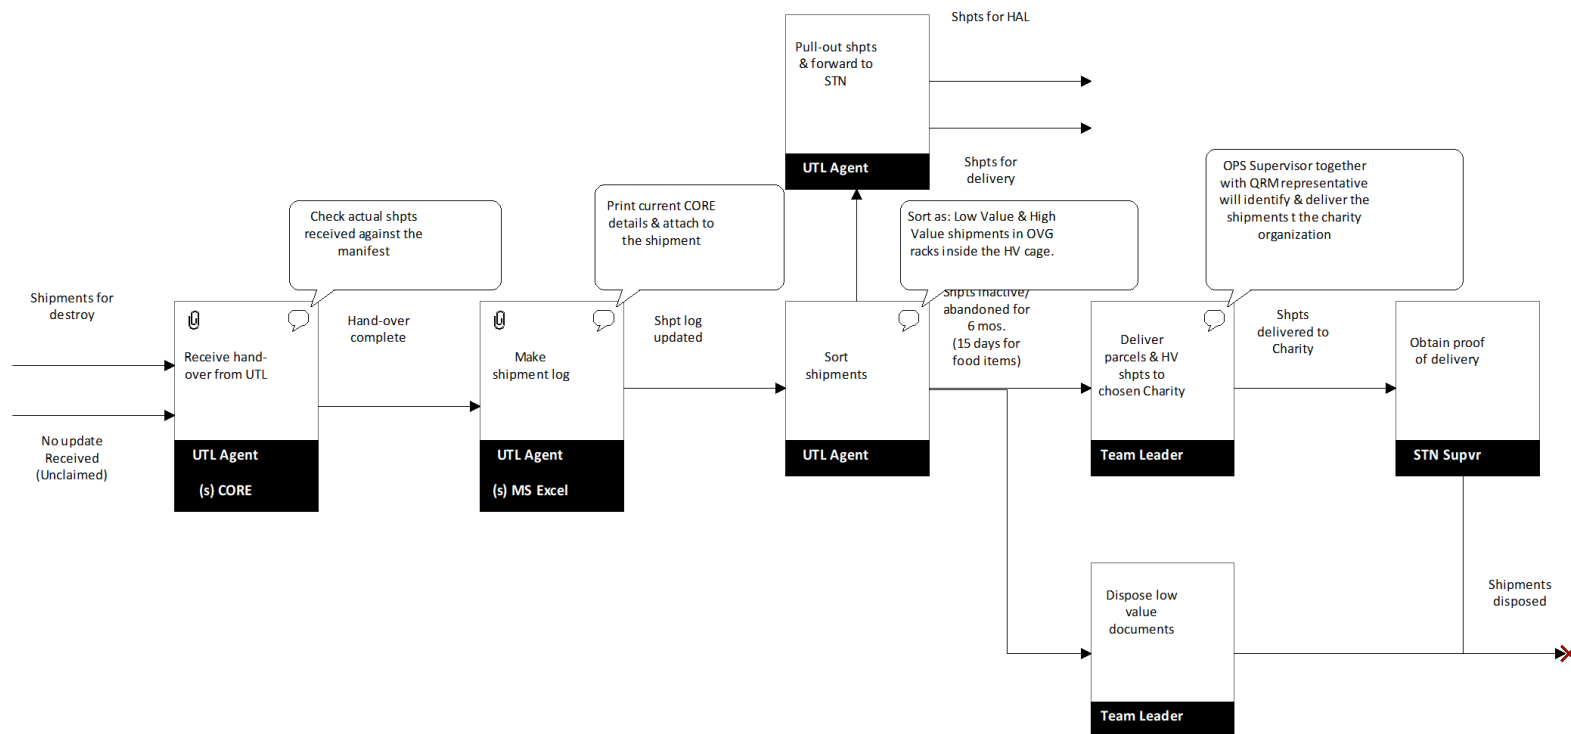 Shpts for HAL
Pull-out shpts
& forward to
STN
UTL Agent
Shpts for
delivery
OPS Supervisor together
with QRM representative
will identify & deliver the
shipments t the charity
organization
Print current CORE
details & attach to
the shipment
Check actual shpts
received against the
manifest
Sort as: Low Value & High
Value shipments in OVG
racks inside the HV cage.
Shipments for
destroy
Hand-over
complete
Shpt log
updated
Shpts inactive/
abandoned for
6 mos.
(15 days for
food items)
Shpts
delivered to
Charity
Receive hand-
over from UTL
Make
shipment log
Sort
shipments
Deliver
parcels & HV
shpts to
chosen Charity
Obtain proof
of delivery
No update
Received
(Unclaimed)
UTL Agent
(s) CORE
UTL Agent
(s) MS Excel
UTL Agent
Team Leader
STN Supvr
Dispose low
value
documents
Team Leader
Shipments
disposed